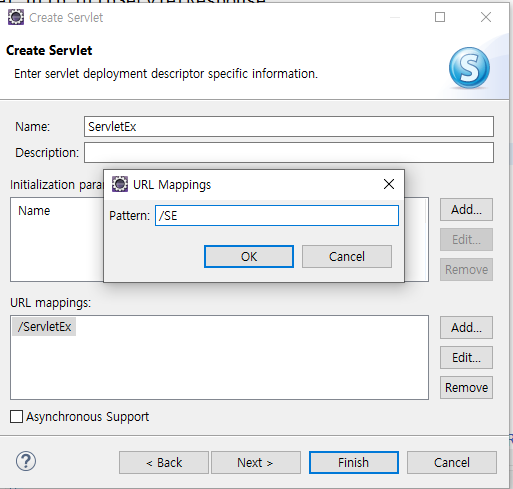 Create Servlet
Create Servlet
Enter servlet deployment descriptor specific information.
Name: ServletEx
Description:
URL Mappings
Pattern: /SE
OK Cancel
Initialization para
Name
Add...
Edit...
Remove
URL mappings:
/ServletEx
Add...
Edit...
Remove
Asynchronous Support
< Back Next > Finish Cancel